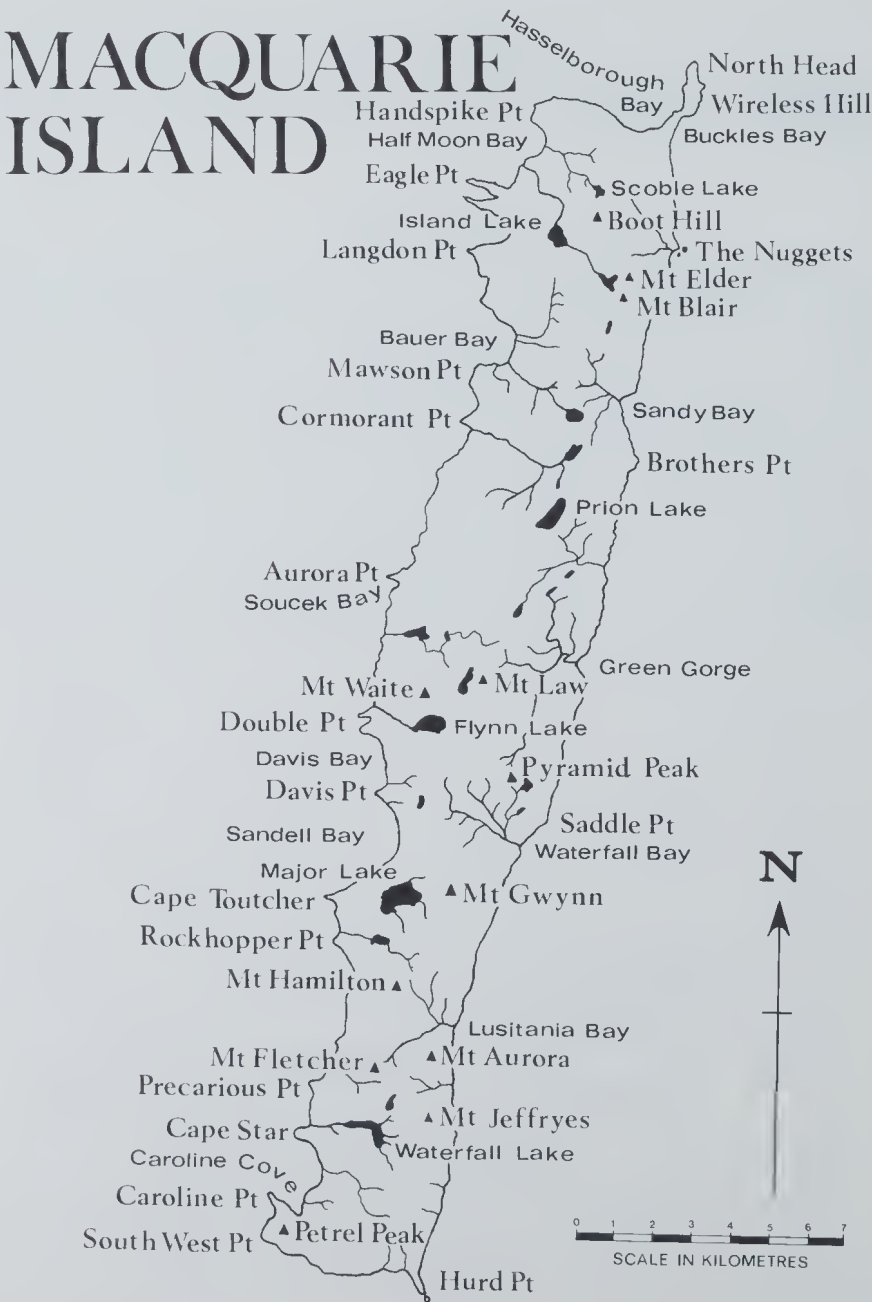 MACQUARIE
ISLAND
Hasselborough
Bay
North Head
Wireless Hill
Handspike Pt
Half Moon Bay
Buckles Bay
Eagle Pt
Scoble Lake
Island Lake
Boot Hill
Langdon Pt
The Nuggets
Mt Elder
Mt Blair
Bauer Bay
Mawson Pt
Cormorant Pt
Sandy Bay
Brothers Pt
Prion Lake
Aurora Pt
Soucek Bay
Green Gorge
Mt Waite
Mt Law
Double Pt
Flynn Lake
Davis Bay
Pyramid Peak
Davis Pt
Saddle Pt
Sandell Bay
Waterfall Bay
Major Lake
Cape Toutcher
Mt Gwynn
N
Rockhopper Pt
Mt Hamilton
Lusitania Bay
Mt Fletcher
Mt Aurora
Precarious Pt
Mt Jeffryes
Cape Star
Waterfall Lake
Caroline Cove
Caroline Pt
Petrel Peak
South West Pt
Hurd Pt
0 1 2 3 4 5 6 7
SCALE IN KILOMETRES